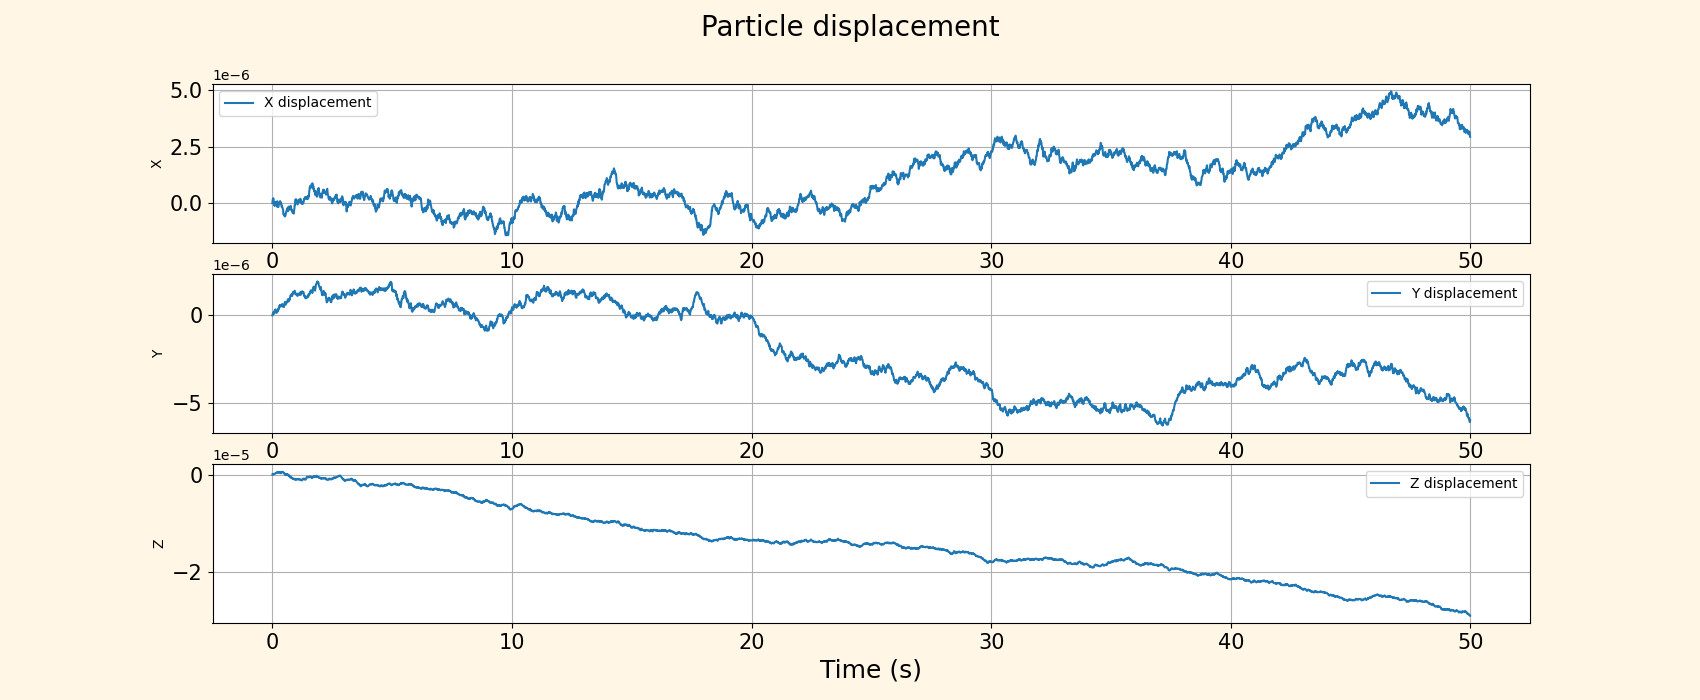 Particle displacement
1e−6
5.0
2.5
0.0
X
X displacement
0 10 20 30 40 50
1e−6
0
−5
Y
Y displacement
0 10 20 30 40 50
1e−5
0
−2
Z
Z displacement
0 10 20 30 40 50
Time (s)